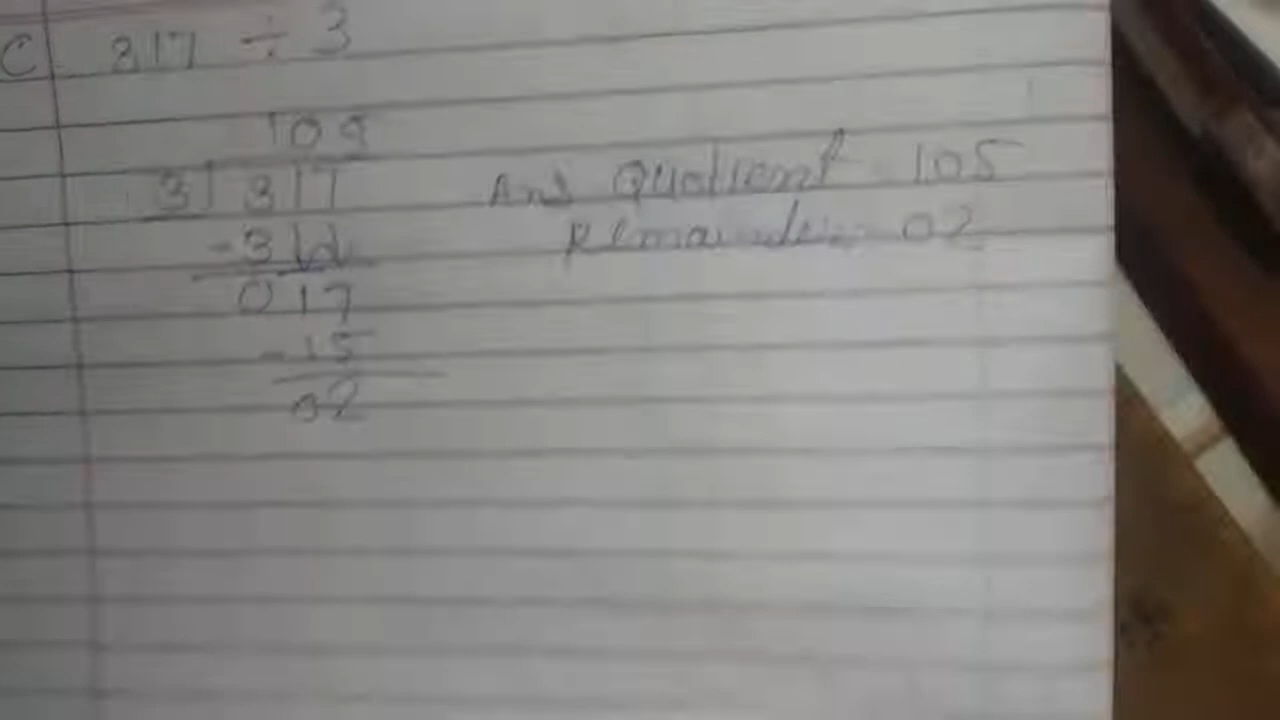 C 317 ÷ 3
105
3) 317
-3↓↓
017
-15
02
Ans Quotient 105
Remainder 02